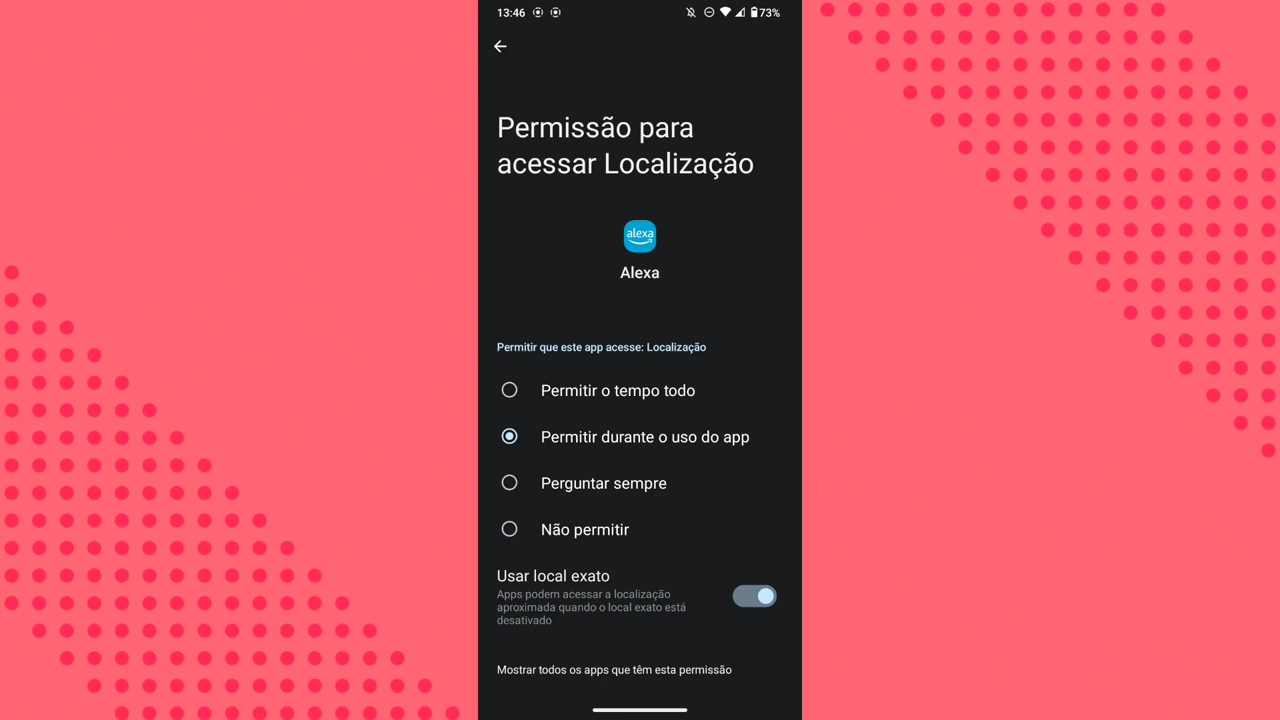 13:46
73%
Permissão para
acessar Localização
alexa
Alexa
Permitir que este app acesse: Localização
Permitir o tempo todo
Permitir durante o uso do app
Perguntar sempre
Não permitir
Usar local exato
Apps podem acessar a localização
aproximada quando o local exato está
desativado
Mostrar todos os apps que têm esta permissão